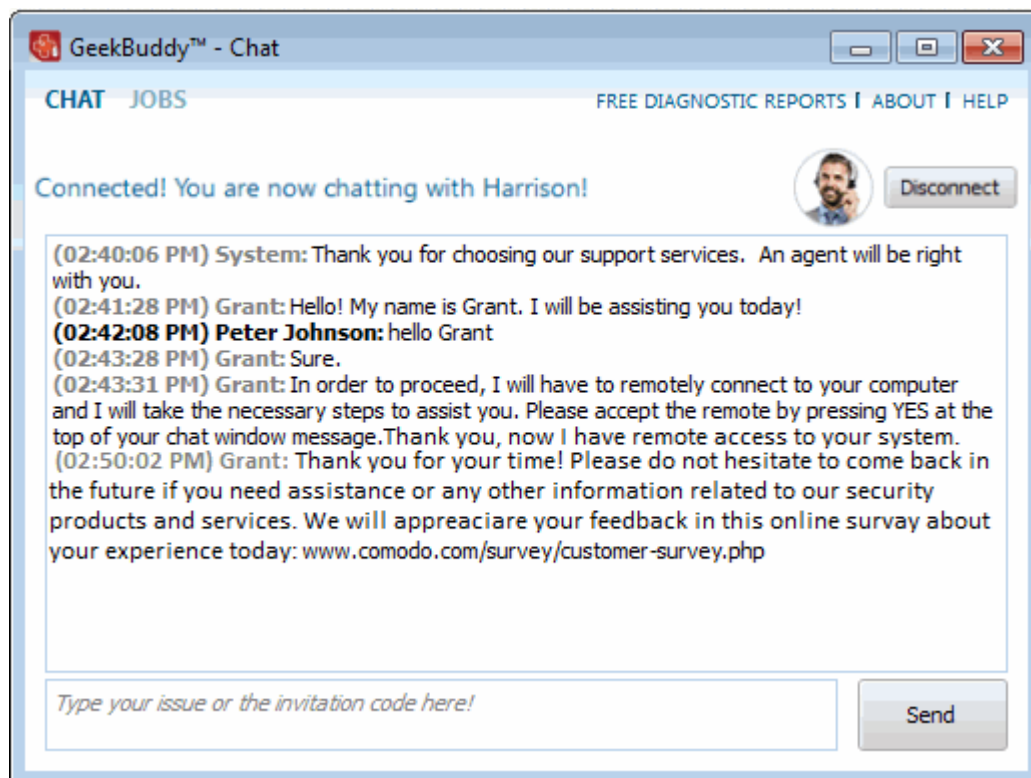 GeekBuddy™ - Chat
CHAT JOBS
FREE DIAGNOSTIC REPORTS | ABOUT | HELP
Connected! You are now chatting with Harrison!
Disconnect
(02:40:06 PM) System: Thank you for choosing our support services. An agent will be right
with you.
(02:41:28 PM) Grant: Hello! My name is Grant. I will be assisting you today!
(02:42:08 PM) Peter Johnson: hello Grant
(02:43:28 PM) Grant: Sure.
(02:43:31 PM) Grant: In order to proceed, I will have to remotely connect to your computer
and I will take the necessary steps to assist you. Please accept the remote by pressing YES at the
top of your chat window message.Thank you, now I have remote access to your system.
(02:50:02 PM) Grant: Thank you for your time! Please do not hesitate to come back in
the future if you need assistance or any other information related to our security
products and services. We will appreaciare your feedback in this online survay about
your experience today: www.comodo.com/survey/customer-survey.php
Type your issue or the invitation code here!
Send